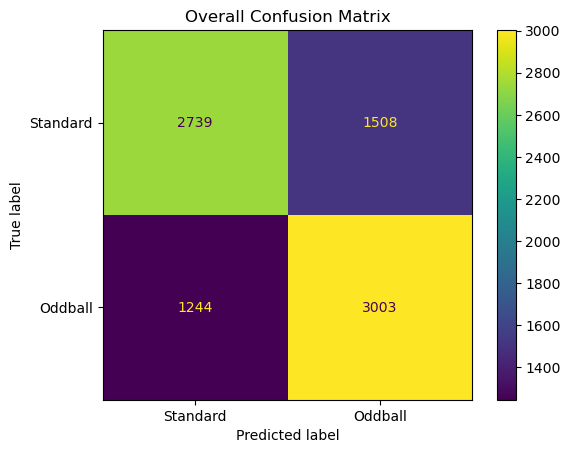 Overall Confusion Matrix
Standard
Oddball
True label
2739
1508
1244
3003
Standard
Oddball
Predicted label
3000
2800
2600
2400
2200
2000
1800
1600
1400